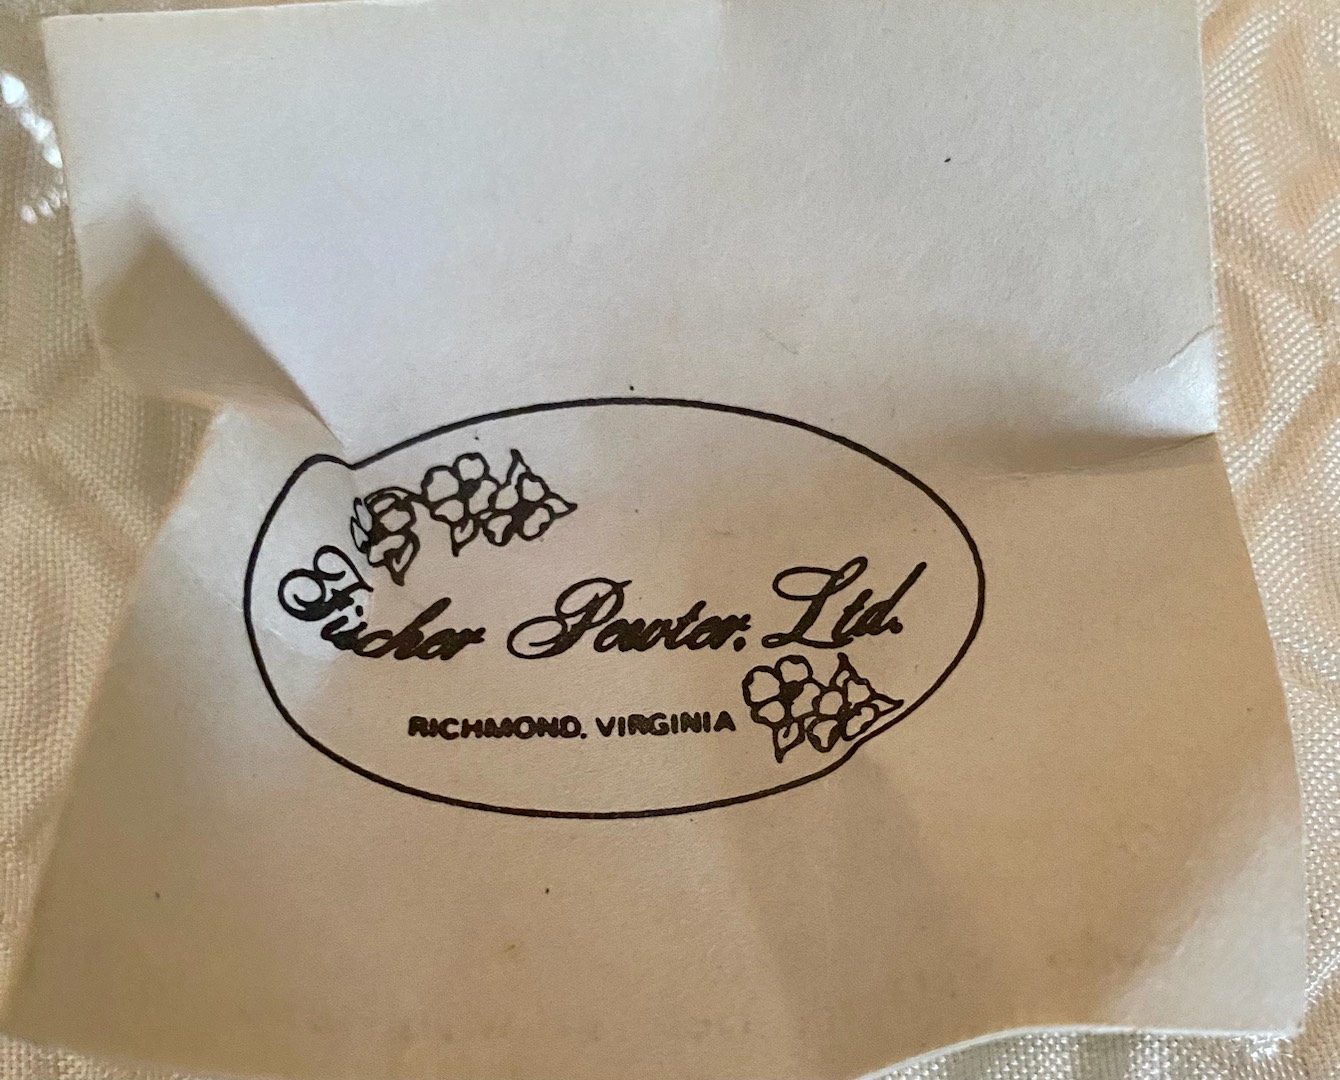 Fischer Pewter, Ltd.
RICHMOND, VIRGINIA